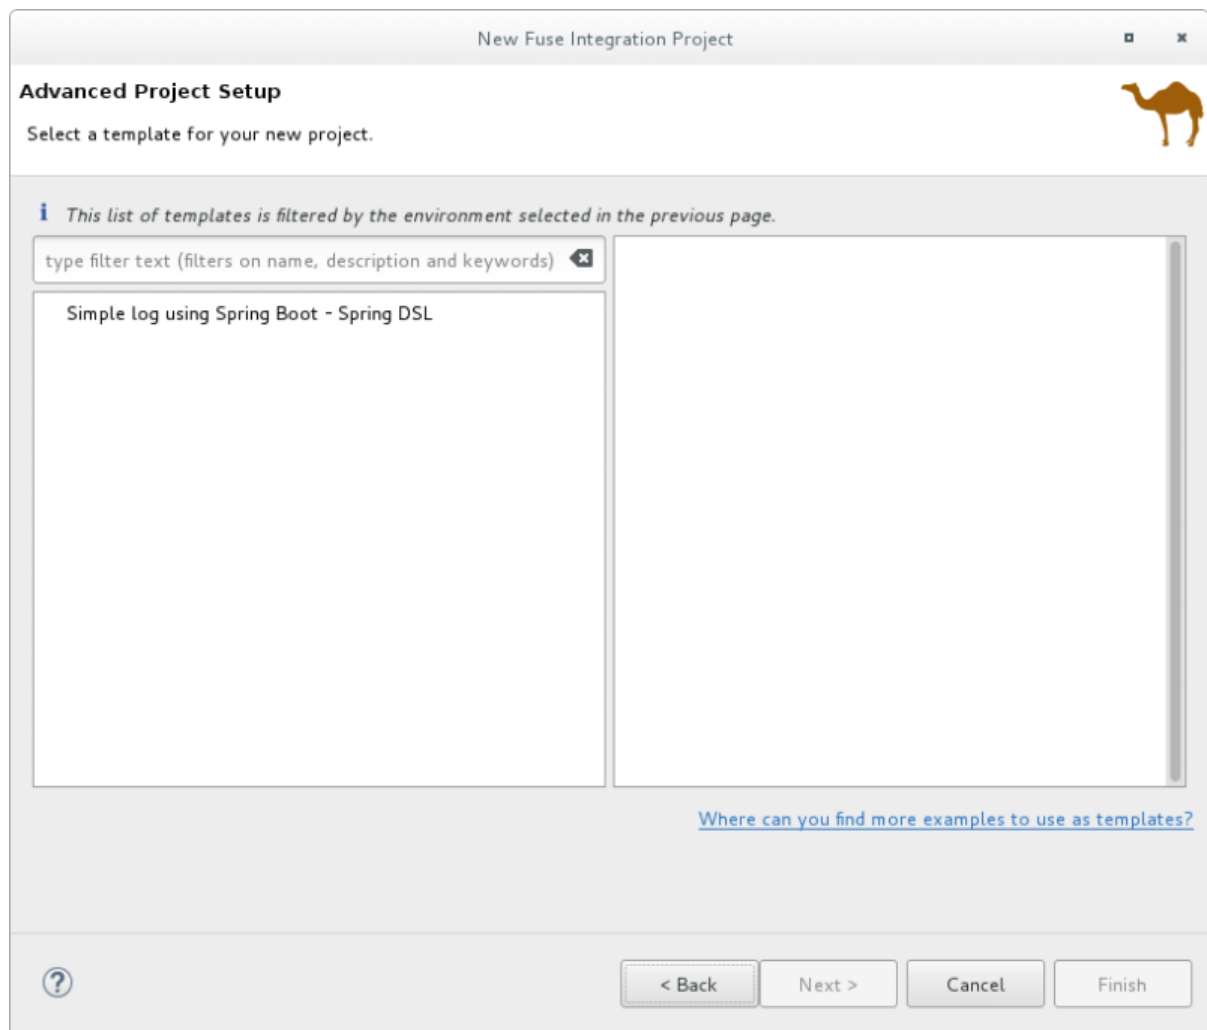 New Fuse Integration Project
Advanced Project Setup
Select a template for your new project.
i This list of templates is filtered by the environment selected in the previous page.
type filter text (filters on name, description and keywords)
Simple log using Spring Boot - Spring DSL
Where can you find more examples to use as templates?
? < Back Next > Cancel Finish